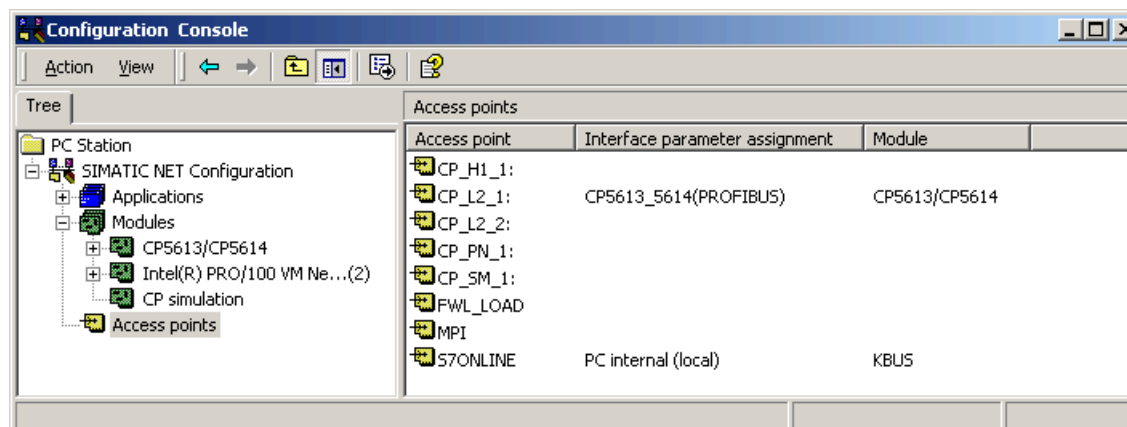 Configuration Console
Action View
Tree
Access points
PC Station
SIMATIC NET Configuration
Applications
Modules
CP5613/CP5614
Intel(R) PRO/100 VM Ne...(2)
CP simulation
Access points
Access point Interface parameter assignment Module
CP_H1_1:
CP_L2_1: CP5613_5614(PROFIBUS) CP5613/CP5614
CP_L2_2:
CP_PN_1:
CP_SM_1:
FWL_LOAD
MPI
S7ONLINE PC internal (local) KBUS